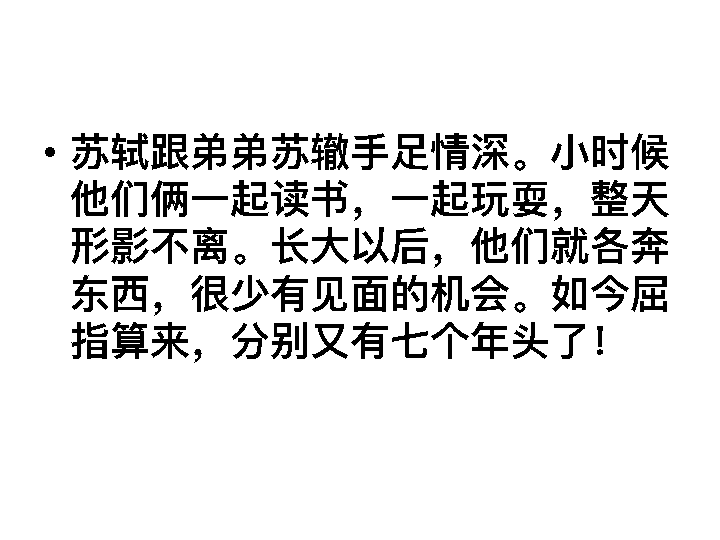 • 苏轼跟弟弟苏辙手足情深。小时候
他们俩一起读书，一起玩耍，整天
形影不离。长大以后，他们就各奔
东西，很少有见面的机会。如今屈
指算来，分别又有七个年头了！